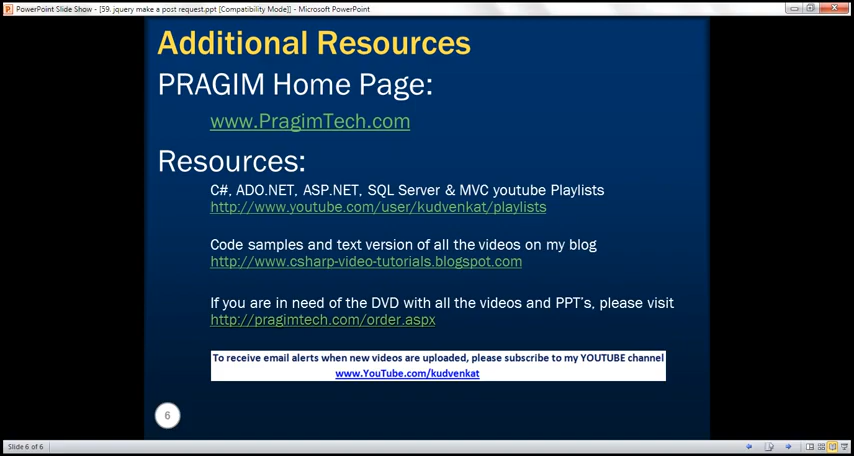 PowerPoint Slide Show - [59. jquery make a post request.ppt [Compatibility Mode]] - Microsoft PowerPoint
Additional Resources
PRAGIM Home Page:
www.PragimTech.com
Resources:
C#, ADO.NET, ASP.NET, SQL Server & MVC youtube Playlists
http://www.youtube.com/user/kudvenkat/playlists
Code samples and text version of all the videos on my blog
http://www.csharp-video-tutorials.blogspot.com
If you are in need of the DVD with all the videos and PPT's, please visit
http://pragimtech.com/order.aspx
To receive email alerts when new videos are uploaded, please subscribe to my YOUTUBE channel
www.YouTube.com/kudvenkat
6
Slide 6 of 6